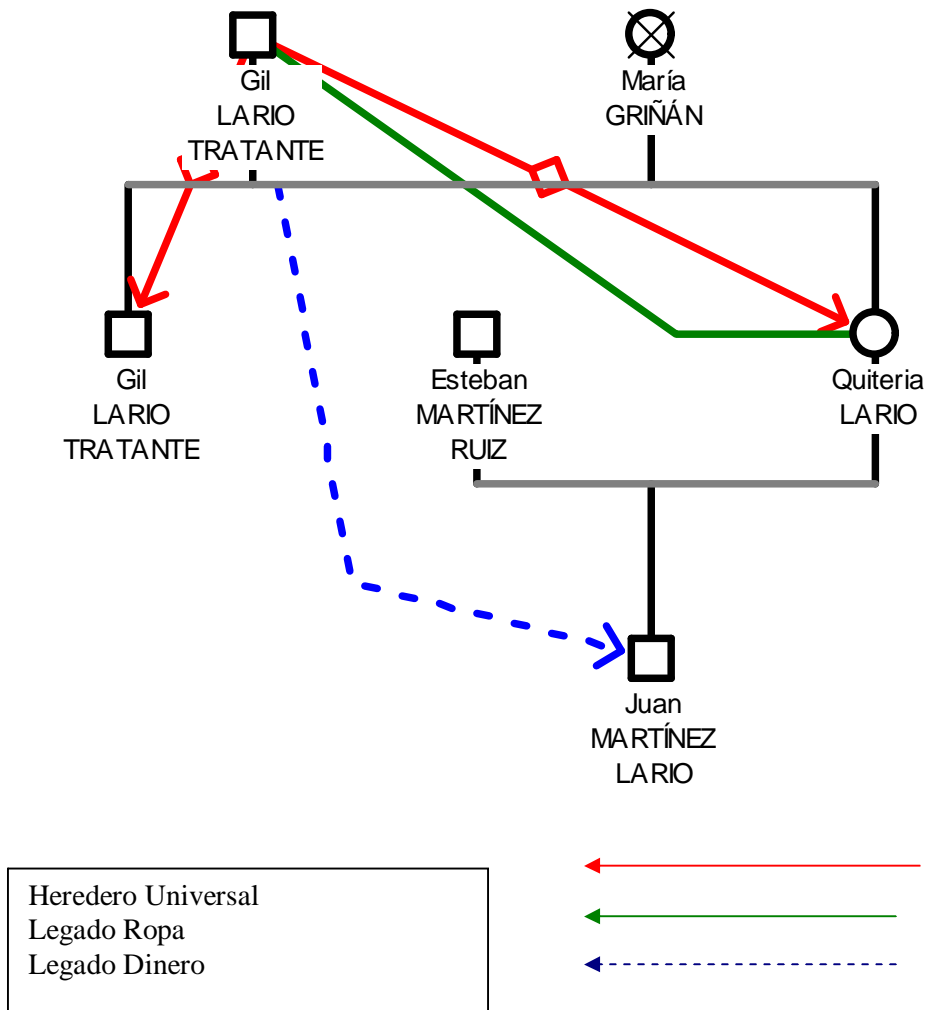 Gil
LARIO
TRATANTE
María
GRIÑÁN
Gil
LARIO
TRATANTE
Esteban
MARTÍNEZ
RUIZ
Quiteria
LARIO
Juan
MARTÍNEZ
LARIO
Heredero Universal
Legado Ropa
Legado Dinero